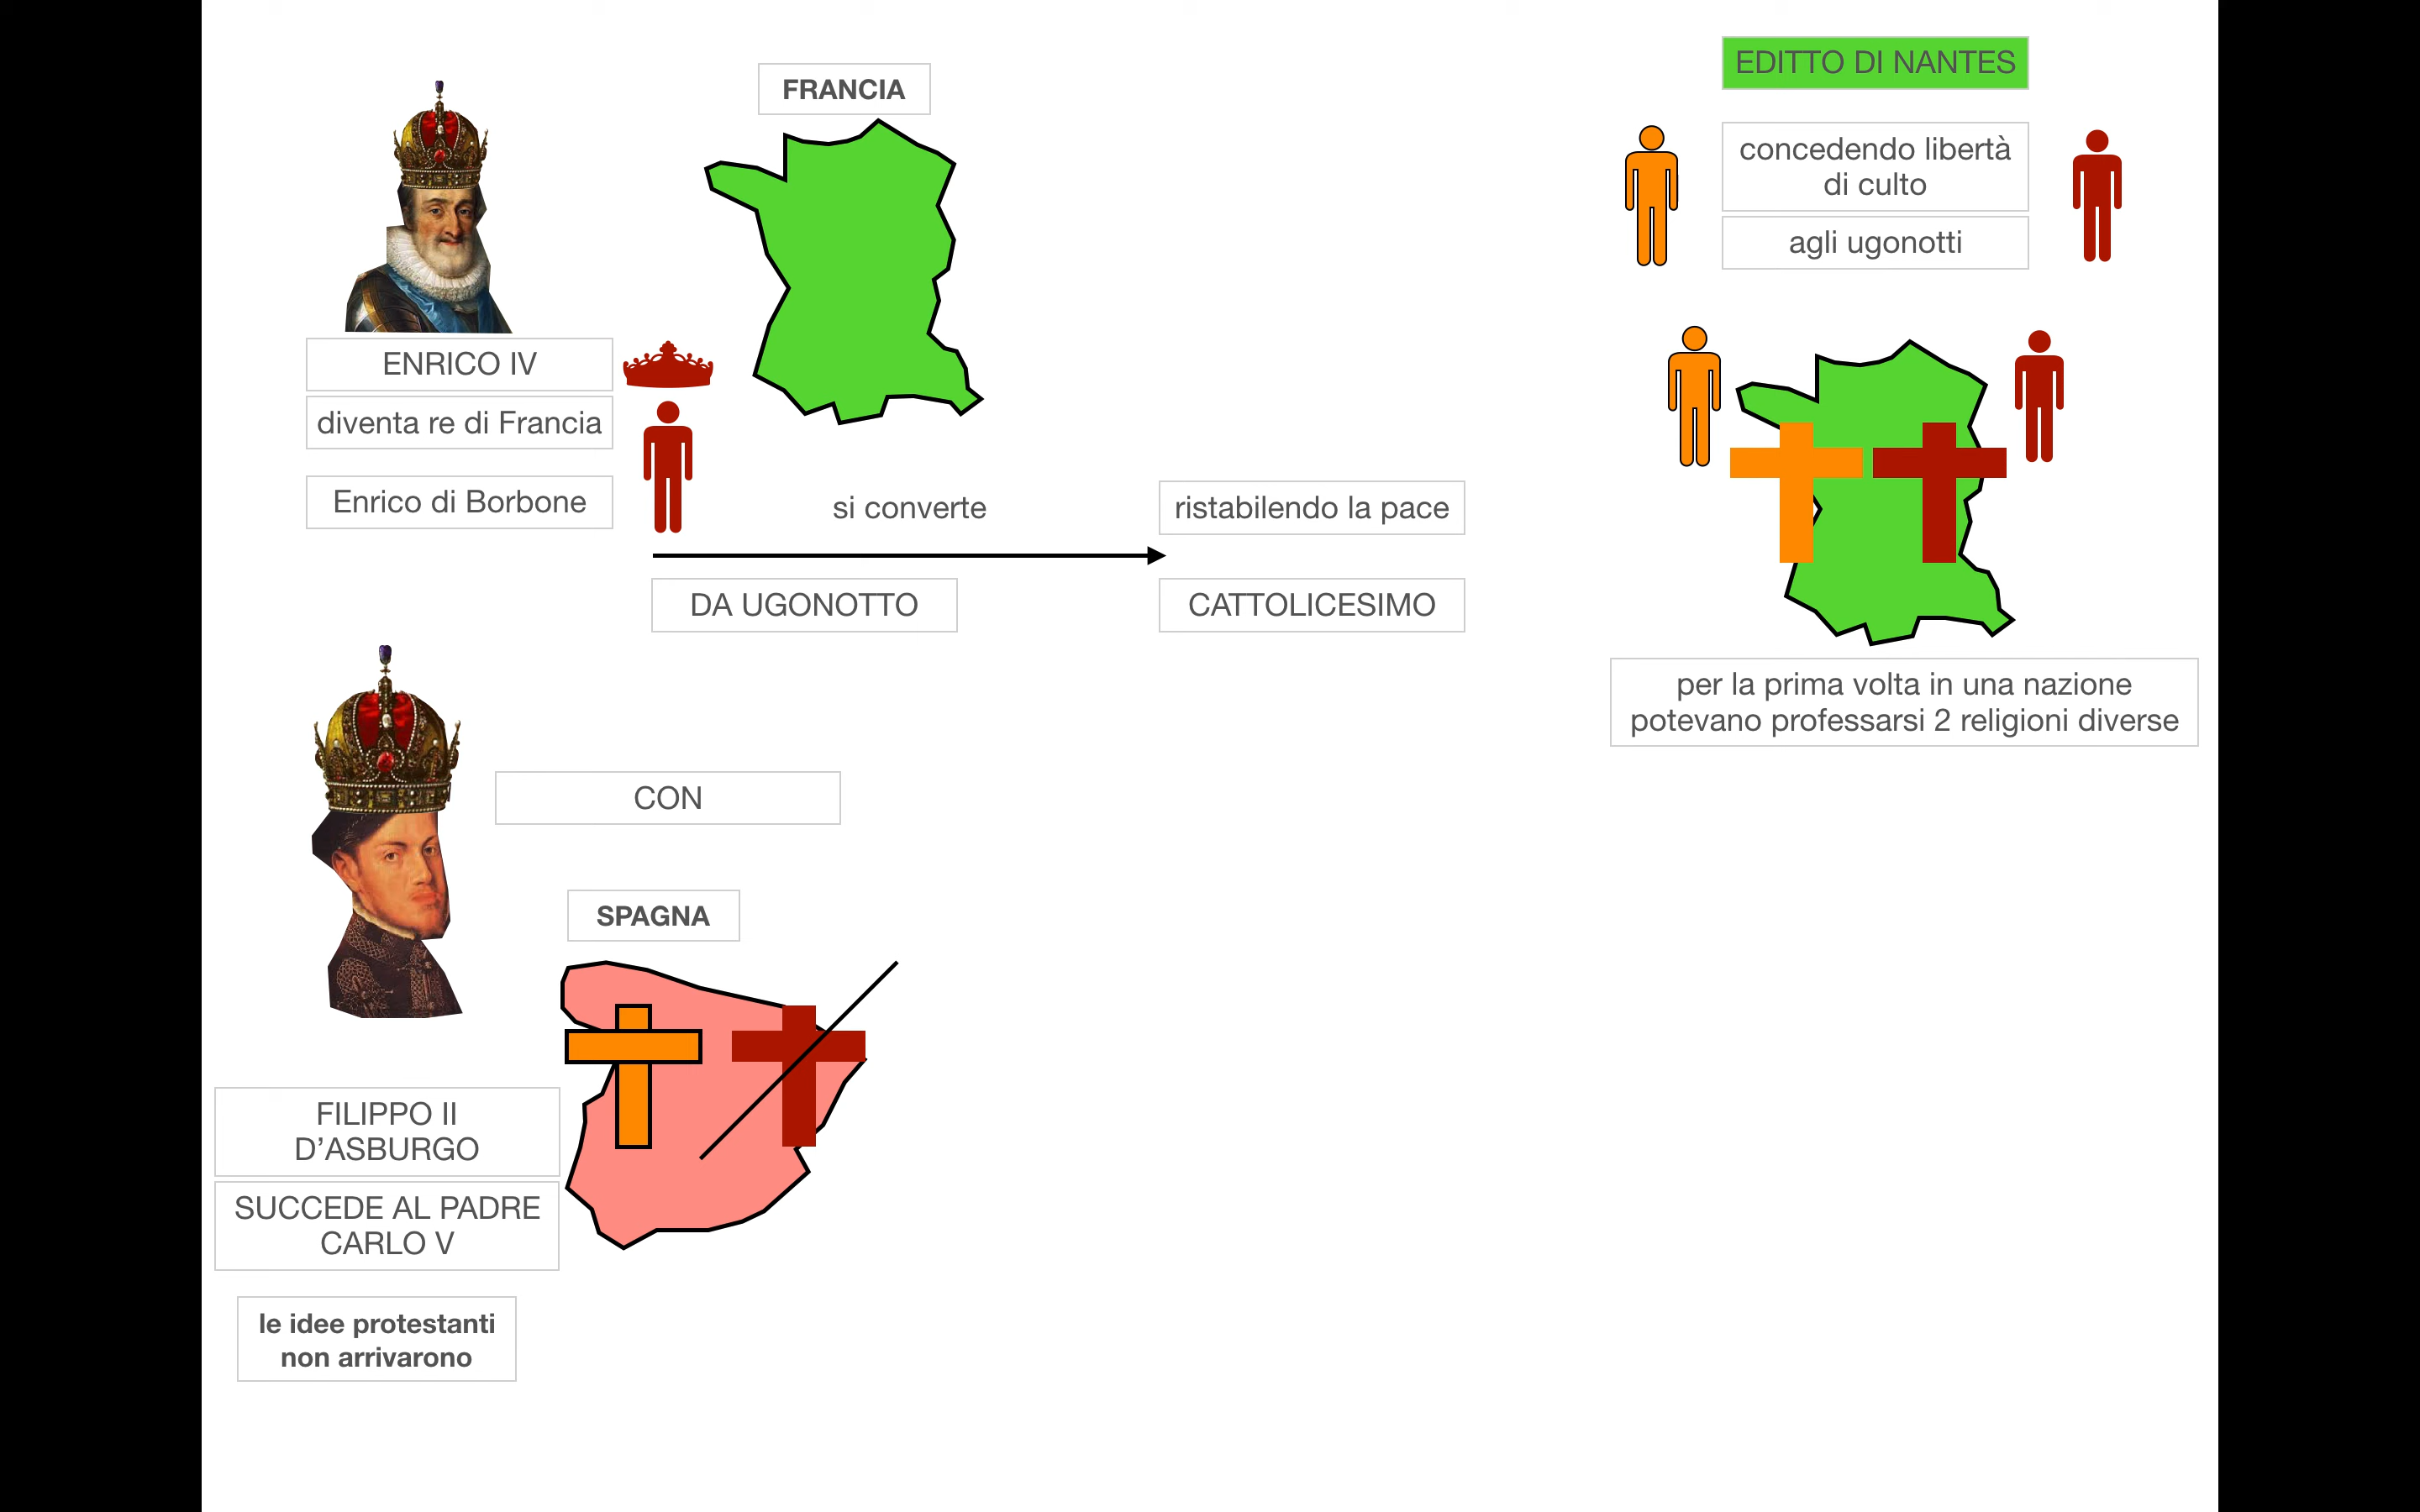 FRANCIA
ENRICO IV
diventa re di Francia
Enrico di Borbone
si converte
ristabilendo la pace
DA UGONOTTO
CATTOLICESIMO
EDITTO DI NANTES
concedendo libertà
di culto
agli ugonotti
per la prima volta in una nazione
potevano professarsi 2 religioni diverse
CON
SPAGNA
FILIPPO II
D’ASBURGO
SUCCEDE AL PADRE
CARLO V
le idee protestanti
non arrivarono